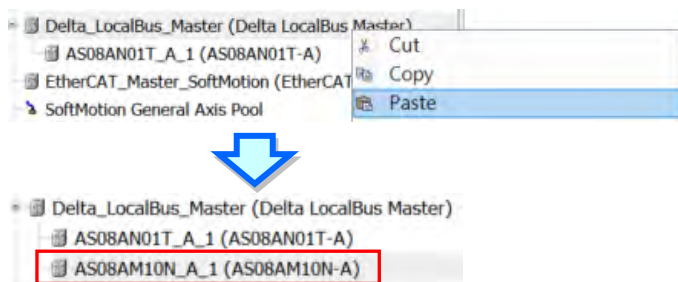 Delta_LocalBus_Master (Delta LocalBus Master)
AS08AN01T_A_1 (AS08AN01T-A)
Cut
EtherCAT_Master_SoftMotion (EtherCAT
Copy
SoftMotion General Axis Pool
Paste
Delta_LocalBus_Master (Delta LocalBus Master)
AS08AN01T_A_1 (AS08AN01T-A)
AS08AM10N_A_1 (AS08AM10N-A)